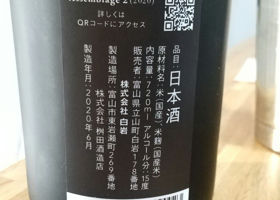 Assemblage 2 (2020)
詳しくは
QRコードにアクセス
品目：日本酒
原材料名：米（国産）、米麹（国産米）
内容量：720ml アルコール分：15度
販売者：富山県立山町白岩178番地
株式会社 白岩
製造場所：富山市東岩瀬町269番地
株式会社 桝田酒造店
製造年月：2020年6月